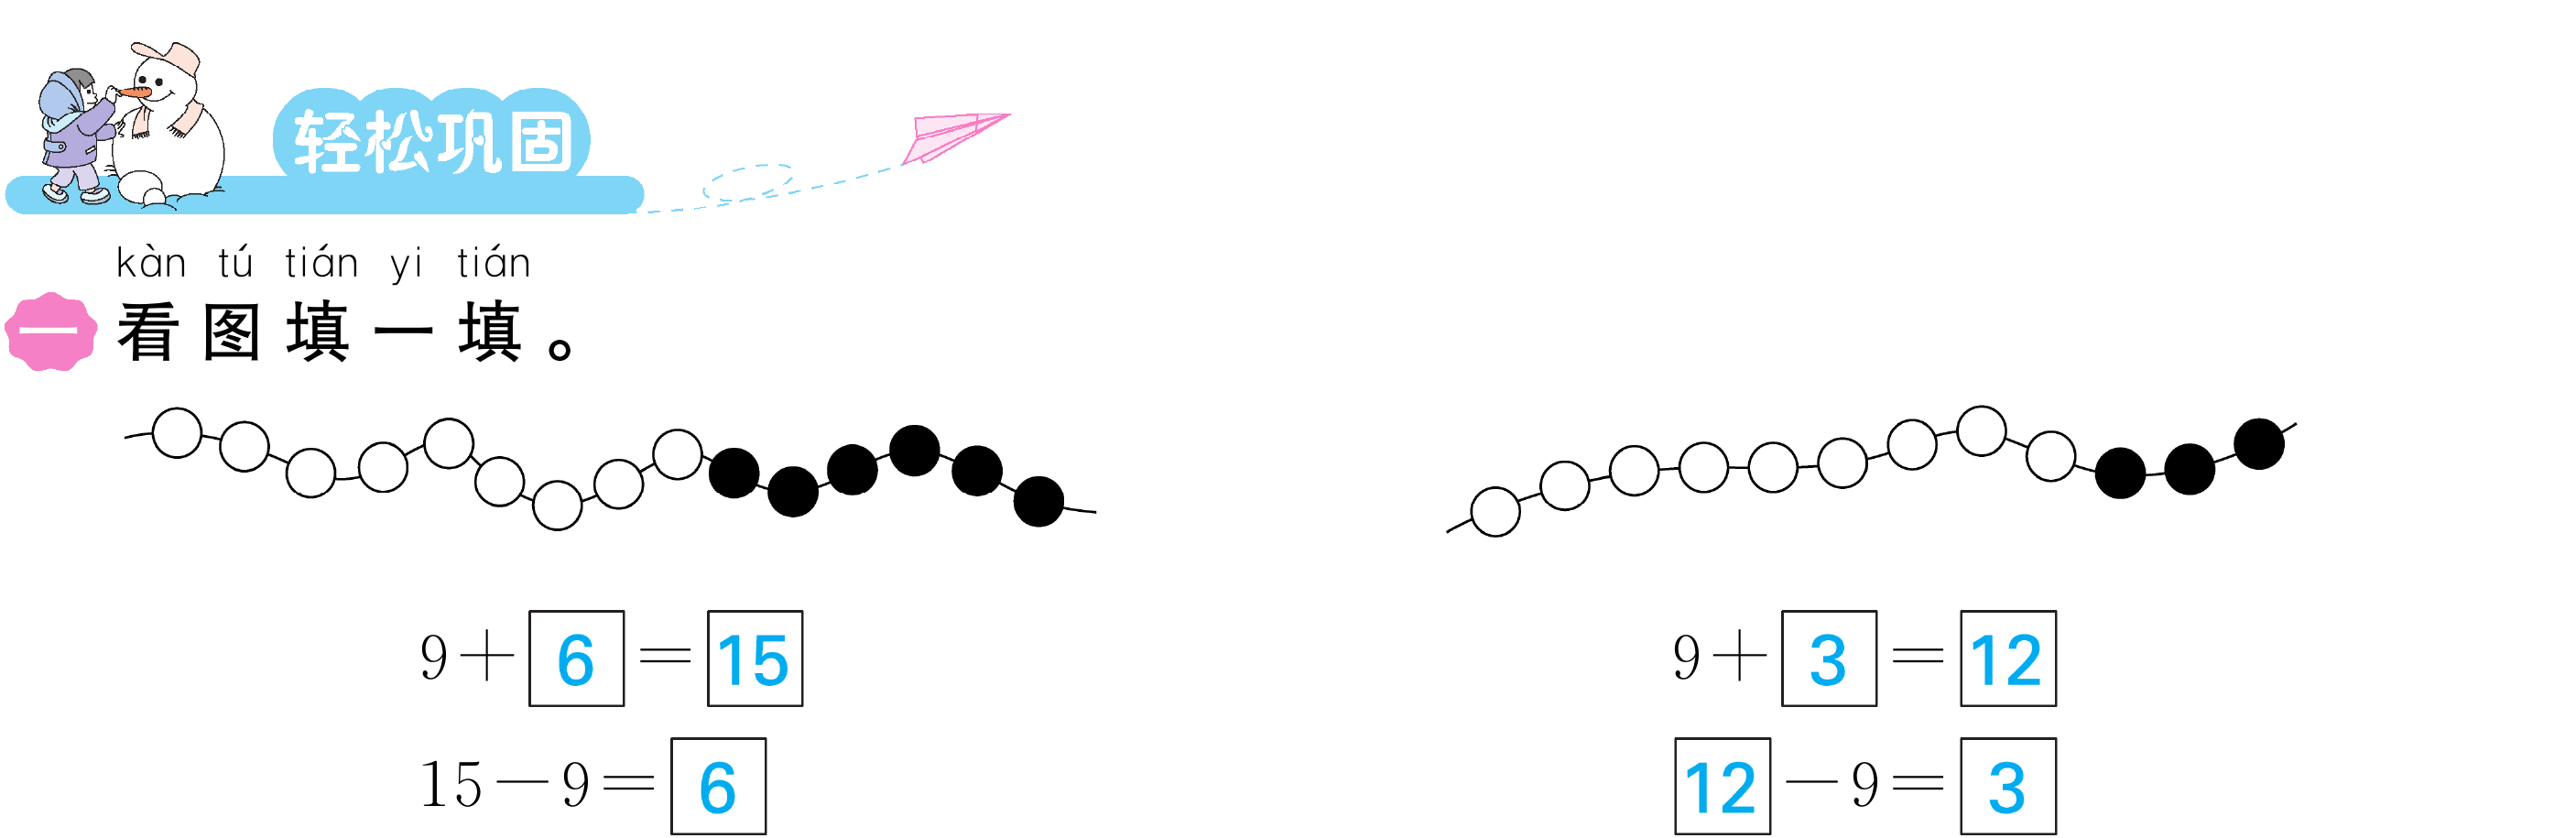 轻松巩固
kàn tú tián yi tián
一 看图填一填。
9+6=15
9+3=12
15-9=6
12-9=3